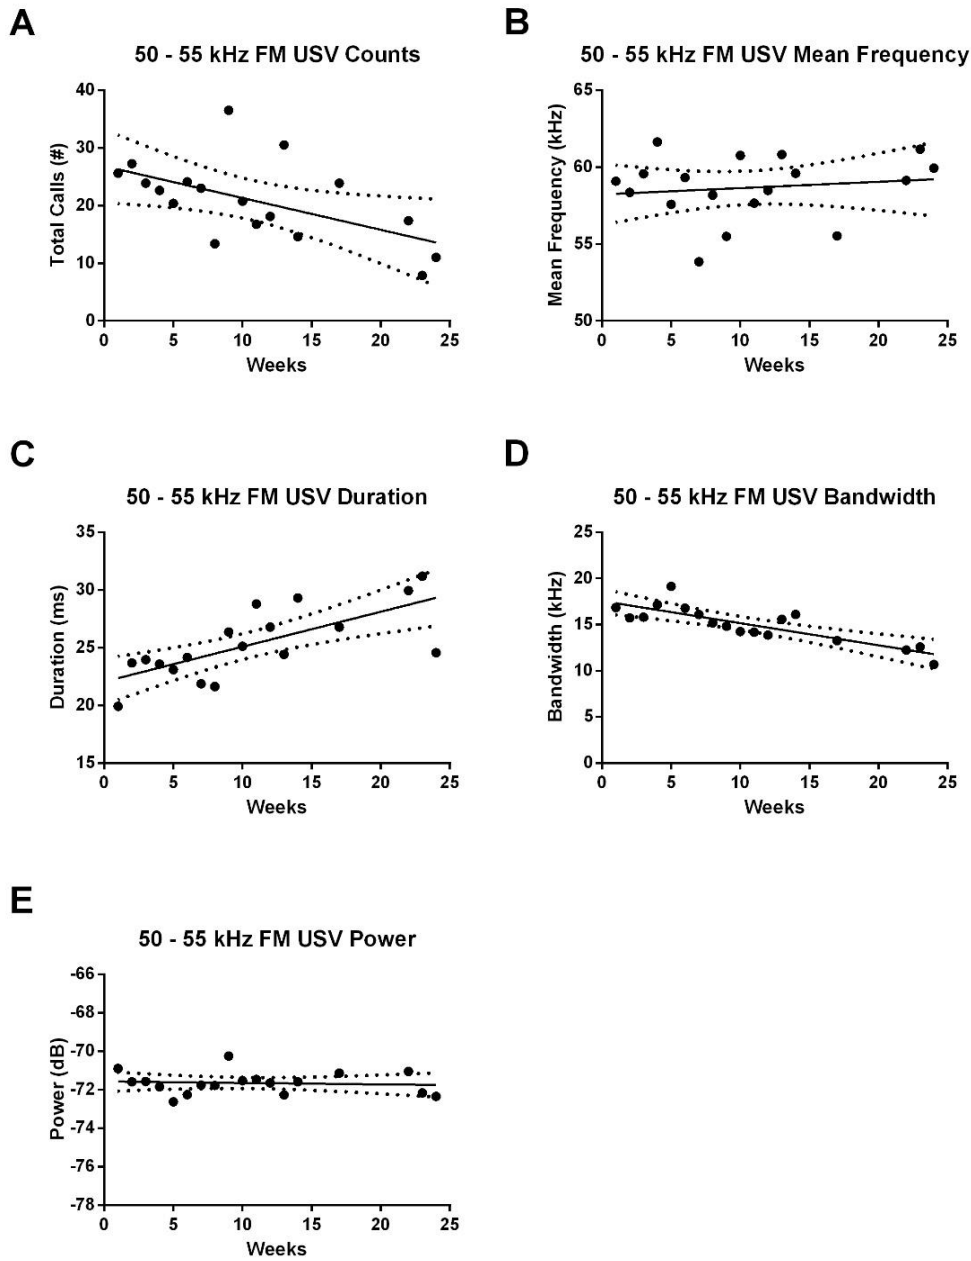 A
50 - 55 kHz FM USV Counts
40
30
20
10
0
Total Calls (#)
0 5 10 15 20 25
Weeks
B
50 - 55 kHz FM USV Mean Frequency
65
60
55
50
Mean Frequency (kHz)
0 5 10 15 20 25
Weeks
C
50 - 55 kHz FM USV Duration
35
30
25
20
15
Duration (ms)
0 5 10 15 20 25
Weeks
D
50 - 55 kHz FM USV Bandwidth
25
20
15
10
5
0
Bandwidth (kHz)
0 5 10 15 20 25
Weeks
E
50 - 55 kHz FM USV Power
-66
-68
-70
-72
-74
-76
-78
Power (dB)
0 5 10 15 20 25
Weeks